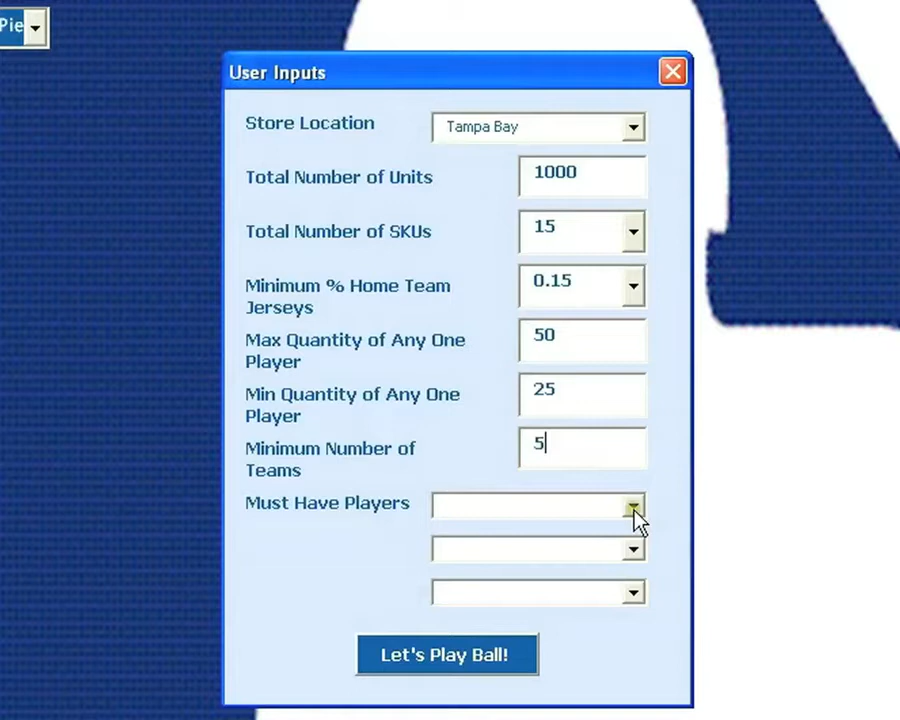 Pie
User Inputs
Store Location
Tampa Bay
Total Number of Units
1000
Total Number of SKUs
15
Minimum % Home Team
Jerseys
0.15
Max Quantity of Any One
Player
50
Min Quantity of Any One
Player
25
Minimum Number of
Teams
5
Must Have Players
Let's Play Ball!